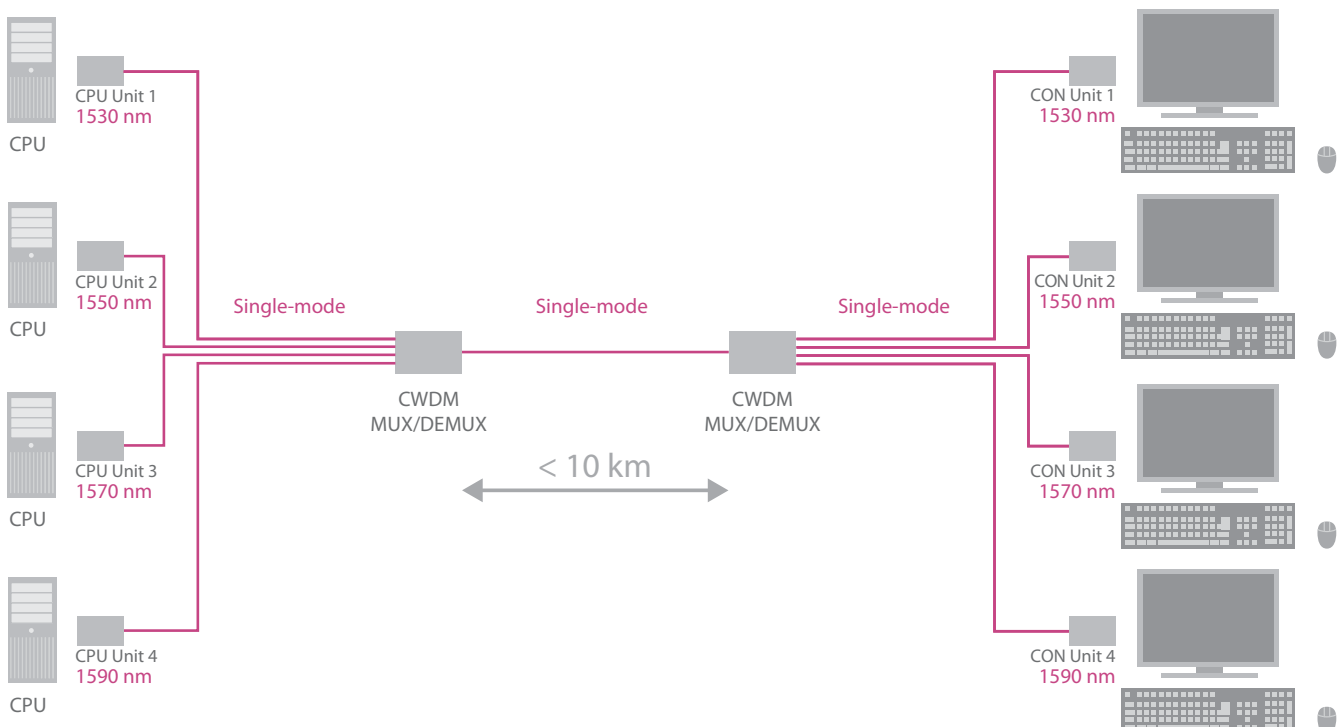 CPU Unit 1
1530 nm
CPU
CON Unit 1
1530 nm
CPU Unit 2
1550 nm
CPU
CON Unit 2
1550 nm
Single-mode
Single-mode
Single-mode
CWDM
MUX/DEMUX
CWDM
MUX/DEMUX
< 10 km
CPU Unit 3
1570 nm
CPU
CON Unit 3
1570 nm
CPU Unit 4
1590 nm
CPU
CON Unit 4
1590 nm